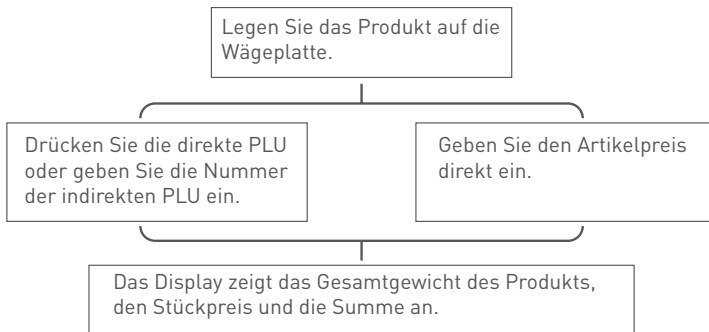 Legen Sie das Produkt auf die
Wägeplatte.
Drücken Sie die direkte PLU
oder geben Sie die Nummer
der indirekten PLU ein.
Geben Sie den Artikelpreis
direkt ein.
Das Display zeigt das Gesamtgewicht des Produkts,
den Stückpreis und die Summe an.